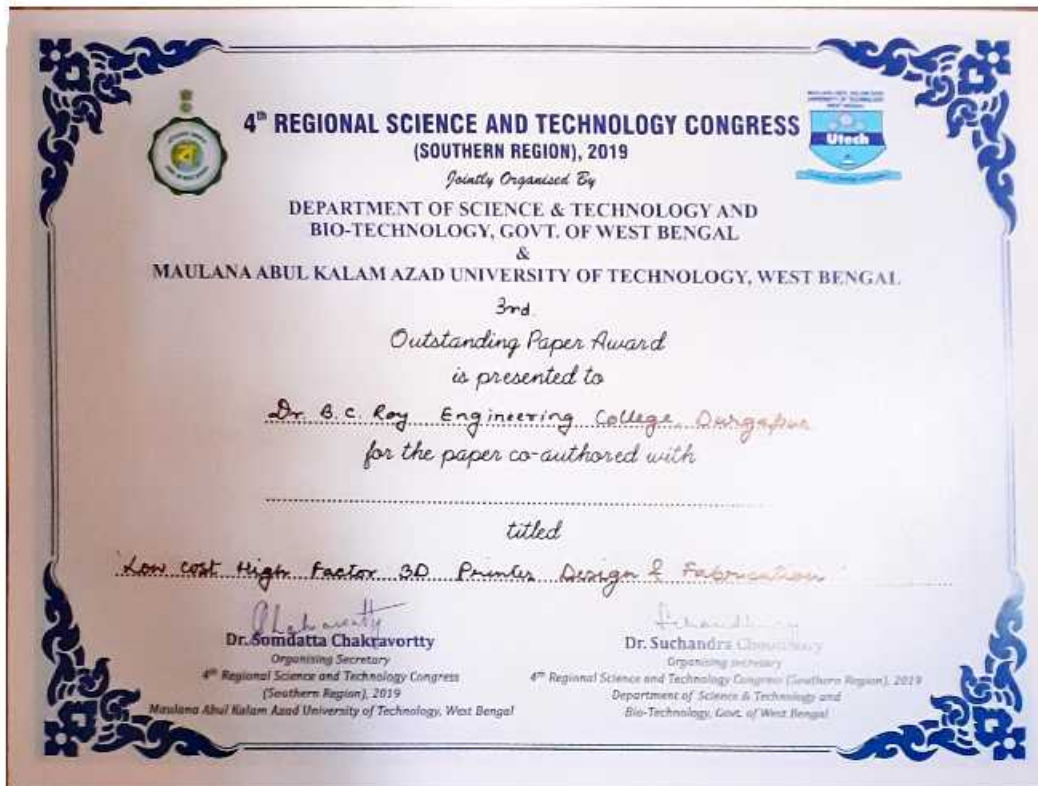 4th REGIONAL SCIENCE AND TECHNOLOGY CONGRESS
(SOUTHERN REGION), 2019
Jointly Organised By
DEPARTMENT OF SCIENCE & TECHNOLOGY AND
BIO-TECHNOLOGY, GOVT. OF WEST BENGAL
&
MAULANA ABUL KALAM AZAD UNIVERSITY OF TECHNOLOGY, WEST BENGAL
Utech
3rd.
Outstanding Paper Award
is presented to
Dr. B.C. Roy Engineering College, Durgapur
for the paper co-authored with
titled
'Low cost High Factor 3D Printer Design & Fabrication'
Dr. Somdatta Chakravortty
Organising Secretary
4th Regional Science and Technology Congress
(Southern Region), 2019
Maulana Abul Kalam Azad University of Technology, West Bengal
Dr. Suchandra Choudhury
Organising secretary
4th Regional Science and Technology Congress (Southern Region), 2019
Department of Science & Technology and
Bio-Technology, Govt. of West Bengal